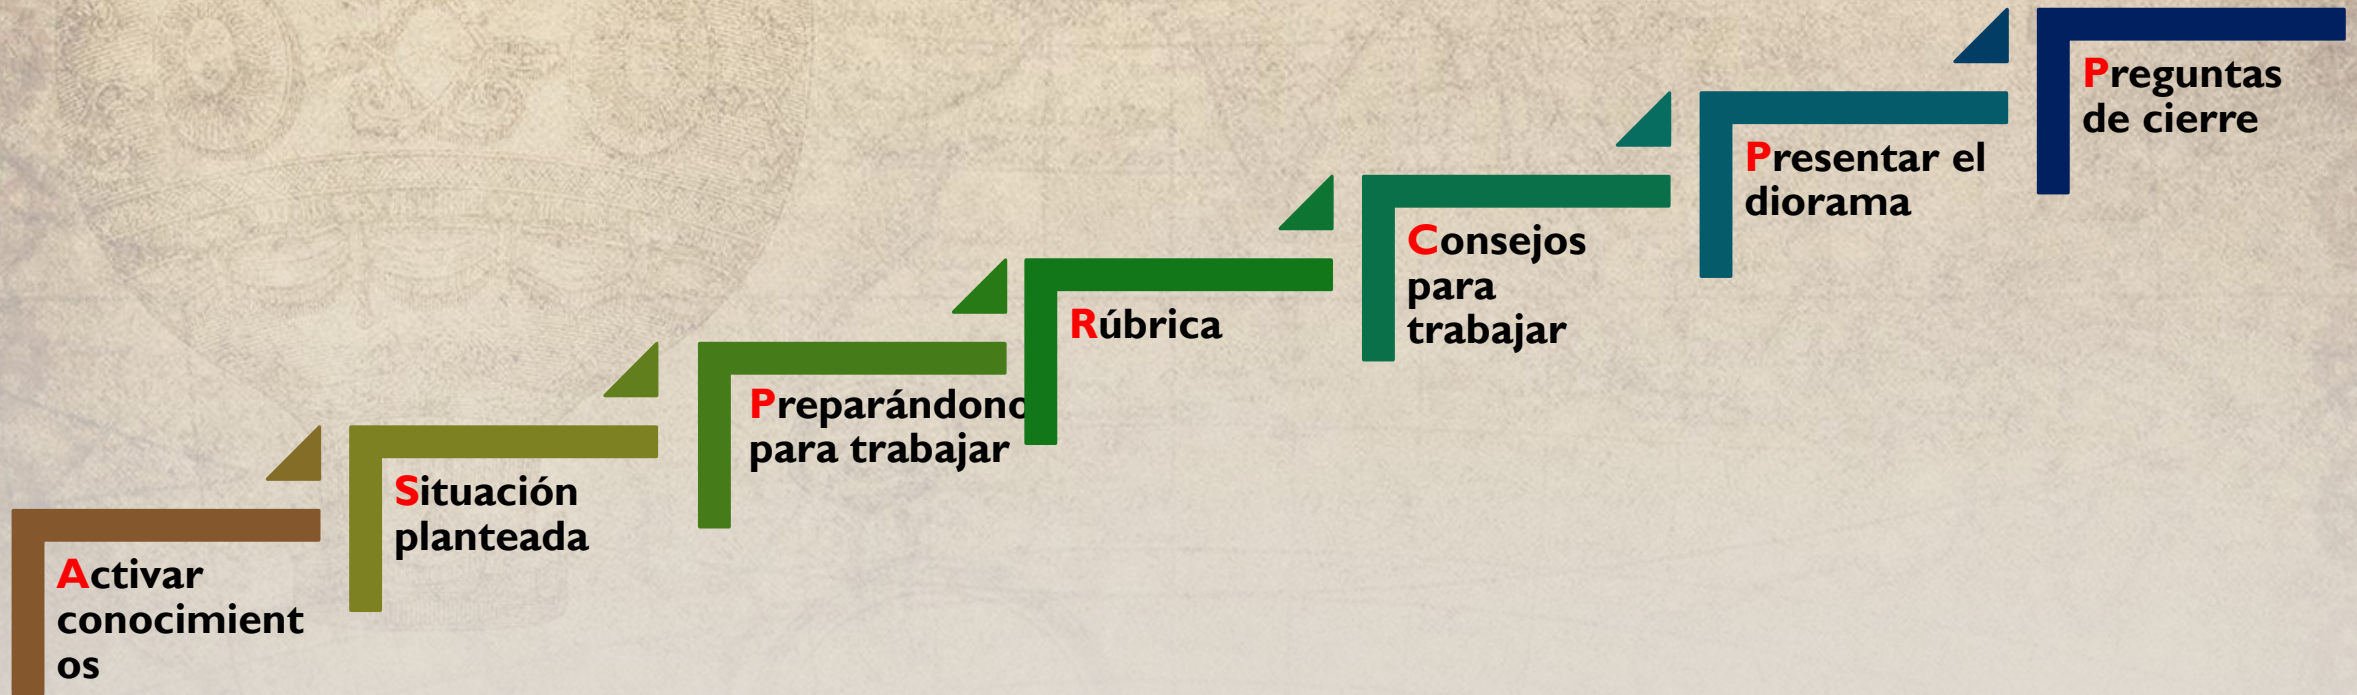 Activar
conocimient
os
Situación
planteada
Preparándono
para trabajar
Rúbrica
Consejos
para
trabajar
Presentar el
diorama
Preguntas
de cierre